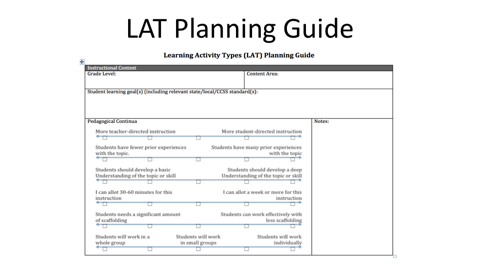 LAT Planning Guide
Learning Activity Types (LAT) Planning Guide
Instructional Context
Grade Level: Content Area:
Student learning goal(s) (including relevant state/local/CCSS standard(s):
Pedagogical Continua Notes:
More teacher-directed instruction More student-directed instruction
Students have fewer prior experiences Students have many prior experiences
with the topic. with the topic
Students should develop a basic Students should develop a deep
Understanding of the topic or skill Understanding of the topic or skill
I can allot 30-60 minutes for this I can allot a week or more for this
instruction instruction
Students needs a significant amount Students can work effectively with
of scaffolding less scaffolding
Students will work in a Students will work Students will work
whole group in small groups individually